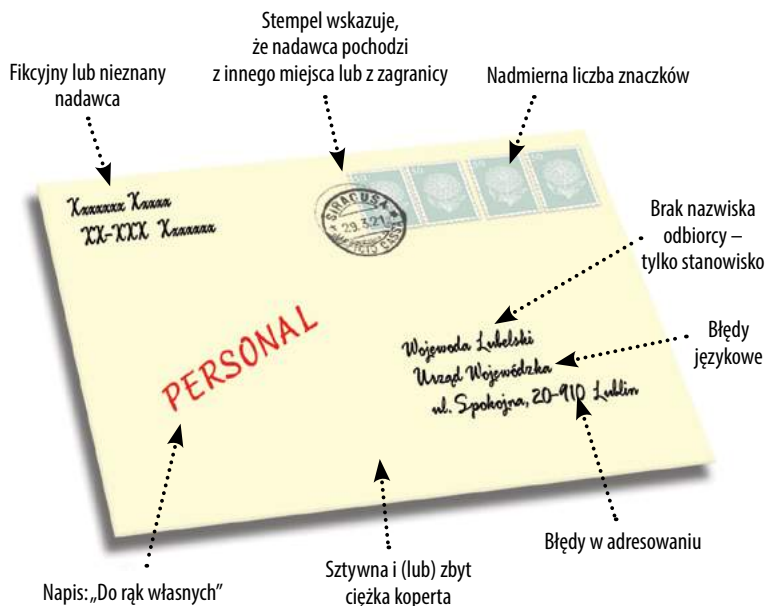 Stempel wskazuje,
że nadawca pochodzi
z innego miejsca lub z zagranicy
Fikcyjny lub nieznany
nadawca
Nadmierna liczba znaczków
Xxxxxxx Xxxxx
XX-XXX Xxxxxxx
SIRACUSA
29.3.21
Brak nazwiska
odbiorcy –
tylko stanowisko
PERSONAL
Wojewoda Lubelski
Urząd Wojewódzka
ul. Spokojna, 20-910 Lublin
Błędy
językowe
Błędy w adresowaniu
Napis: „Do rąk własnych”
Sztywna i (lub) zbyt
ciężka koperta